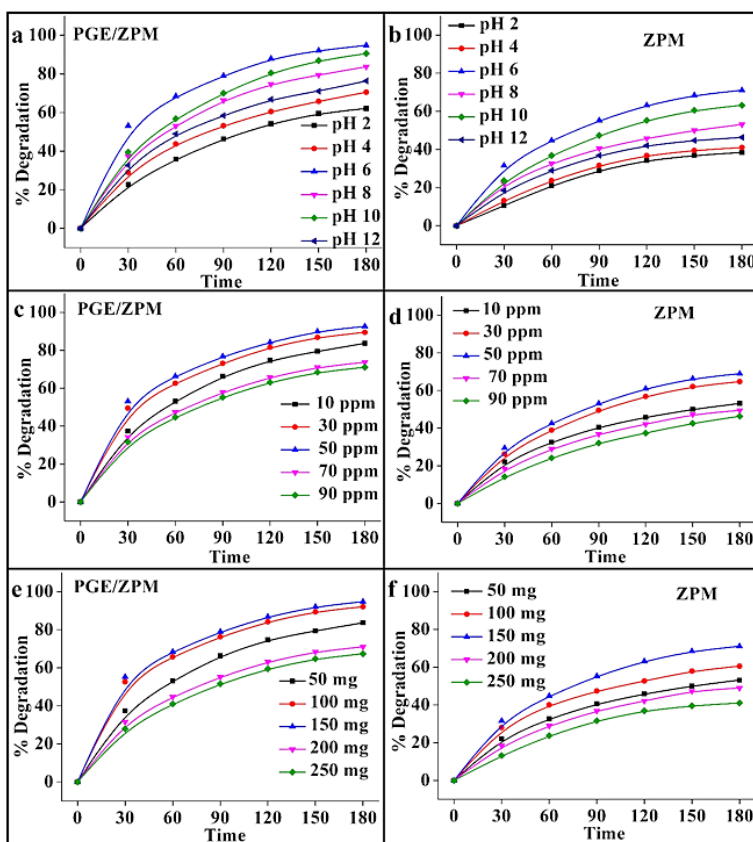 a
PGE/ZPM
100
80
60
40
20
0
% Degradation
pH 2
pH 4
pH 6
pH 8
pH 10
pH 12
0 30 60 90 120 150 180
Time
b
ZPM
100
80
60
40
20
0
% Degradation
pH 2
pH 4
pH 6
pH 8
pH 10
pH 12
0 30 60 90 120 150 180
Time
c
PGE/ZPM
100
80
60
40
20
0
% Degradation
10 ppm
30 ppm
50 ppm
70 ppm
90 ppm
0 30 60 90 120 150 180
Time
d
ZPM
100
80
60
40
20
0
% Degradation
10 ppm
30 ppm
50 ppm
70 ppm
90 ppm
0 30 60 90 120 150 180
Time
e
PGE/ZPM
100
80
60
40
20
0
% Degradation
50 mg
100 mg
150 mg
200 mg
250 mg
0 30 60 90 120 150 180
Time
f
ZPM
100
80
60
40
20
0
% Degradation
50 mg
100 mg
150 mg
200 mg
250 mg
0 30 60 90 120 150 180
Time